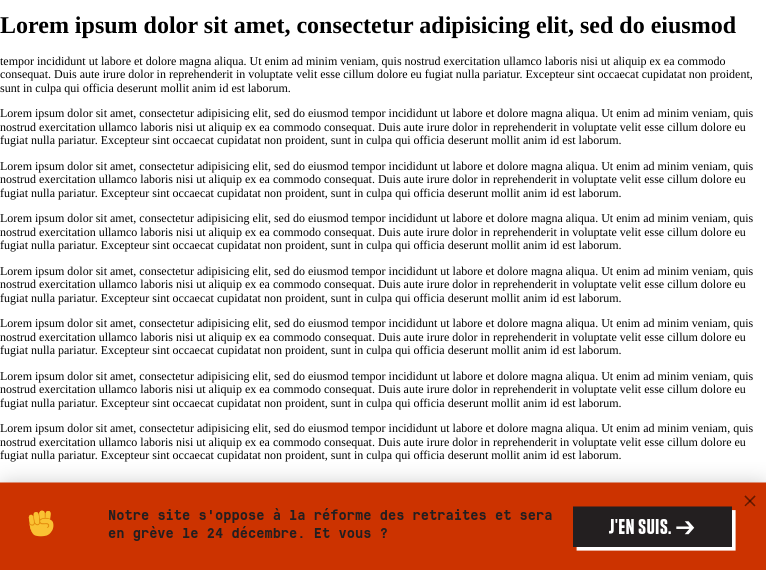 Lorem ipsum dolor sit amet, consectetur adipisicing elit, sed do eiusmod
tempor incididunt ut labore et dolore magna aliqua. Ut enim ad minim veniam, quis nostrud exercitation ullamco laboris nisi ut aliquip ex ea commodo
consequat. Duis aute irure dolor in reprehenderit in voluptate velit esse cillum dolore eu fugiat nulla pariatur. Excepteur sint occaecat cupidatat non proident,
sunt in culpa qui officia deserunt mollit anim id est laborum.
Lorem ipsum dolor sit amet, consectetur adipisicing elit, sed do eiusmod tempor incididunt ut labore et dolore magna aliqua. Ut enim ad minim veniam, quis
nostrud exercitation ullamco laboris nisi ut aliquip ex ea commodo consequat. Duis aute irure dolor in reprehenderit in voluptate velit esse cillum dolore eu
fugiat nulla pariatur. Excepteur sint occaecat cupidatat non proident, sunt in culpa qui officia deserunt mollit anim id est laborum.
Lorem ipsum dolor sit amet, consectetur adipisicing elit, sed do eiusmod tempor incididunt ut labore et dolore magna aliqua. Ut enim ad minim veniam, quis
nostrud exercitation ullamco laboris nisi ut aliquip ex ea commodo consequat. Duis aute irure dolor in reprehenderit in voluptate velit esse cillum dolore eu
fugiat nulla pariatur. Excepteur sint occaecat cupidatat non proident, sunt in culpa qui officia deserunt mollit anim id est laborum.
Lorem ipsum dolor sit amet, consectetur adipisicing elit, sed do eiusmod tempor incididunt ut labore et dolore magna aliqua. Ut enim ad minim veniam, quis
nostrud exercitation ullamco laboris nisi ut aliquip ex ea commodo consequat. Duis aute irure dolor in reprehenderit in voluptate velit esse cillum dolore eu
fugiat nulla pariatur. Excepteur sint occaecat cupidatat non proident, sunt in culpa qui officia deserunt mollit anim id est laborum.
Lorem ipsum dolor sit amet, consectetur adipisicing elit, sed do eiusmod tempor incididunt ut labore et dolore magna aliqua. Ut enim ad minim veniam, quis
nostrud exercitation ullamco laboris nisi ut aliquip ex ea commodo consequat. Duis aute irure dolor in reprehenderit in voluptate velit esse cillum dolore eu
fugiat nulla pariatur. Excepteur sint occaecat cupidatat non proident, sunt in culpa qui officia deserunt mollit anim id est laborum.
Lorem ipsum dolor sit amet, consectetur adipisicing elit, sed do eiusmod tempor incididunt ut labore et dolore magna aliqua. Ut enim ad minim veniam, quis
nostrud exercitation ullamco laboris nisi ut aliquip ex ea commodo consequat. Duis aute irure dolor in reprehenderit in voluptate velit esse cillum dolore eu
fugiat nulla pariatur. Excepteur sint occaecat cupidatat non proident, sunt in culpa qui officia deserunt mollit anim id est laborum.
Lorem ipsum dolor sit amet, consectetur adipisicing elit, sed do eiusmod tempor incididunt ut labore et dolore magna aliqua. Ut enim ad minim veniam, quis
nostrud exercitation ullamco laboris nisi ut aliquip ex ea commodo consequat. Duis aute irure dolor in reprehenderit in voluptate velit esse cillum dolore eu
fugiat nulla pariatur. Excepteur sint occaecat cupidatat non proident, sunt in culpa qui officia deserunt mollit anim id est laborum.
Lorem ipsum dolor sit amet, consectetur adipisicing elit, sed do eiusmod tempor incididunt ut labore et dolore magna aliqua. Ut enim ad minim veniam, quis
nostrud exercitation ullamco laboris nisi ut aliquip ex ea commodo consequat. Duis aute irure dolor in reprehenderit in voluptate velit esse cillum dolore eu
fugiat nulla pariatur. Excepteur sint occaecat cupidatat non proident, sunt in culpa qui officia deserunt mollit anim id est laborum.
Notre site s'oppose à la réforme des retraites et sera
en grève le 24 décembre. Et vous ?
J'EN SUIS. →